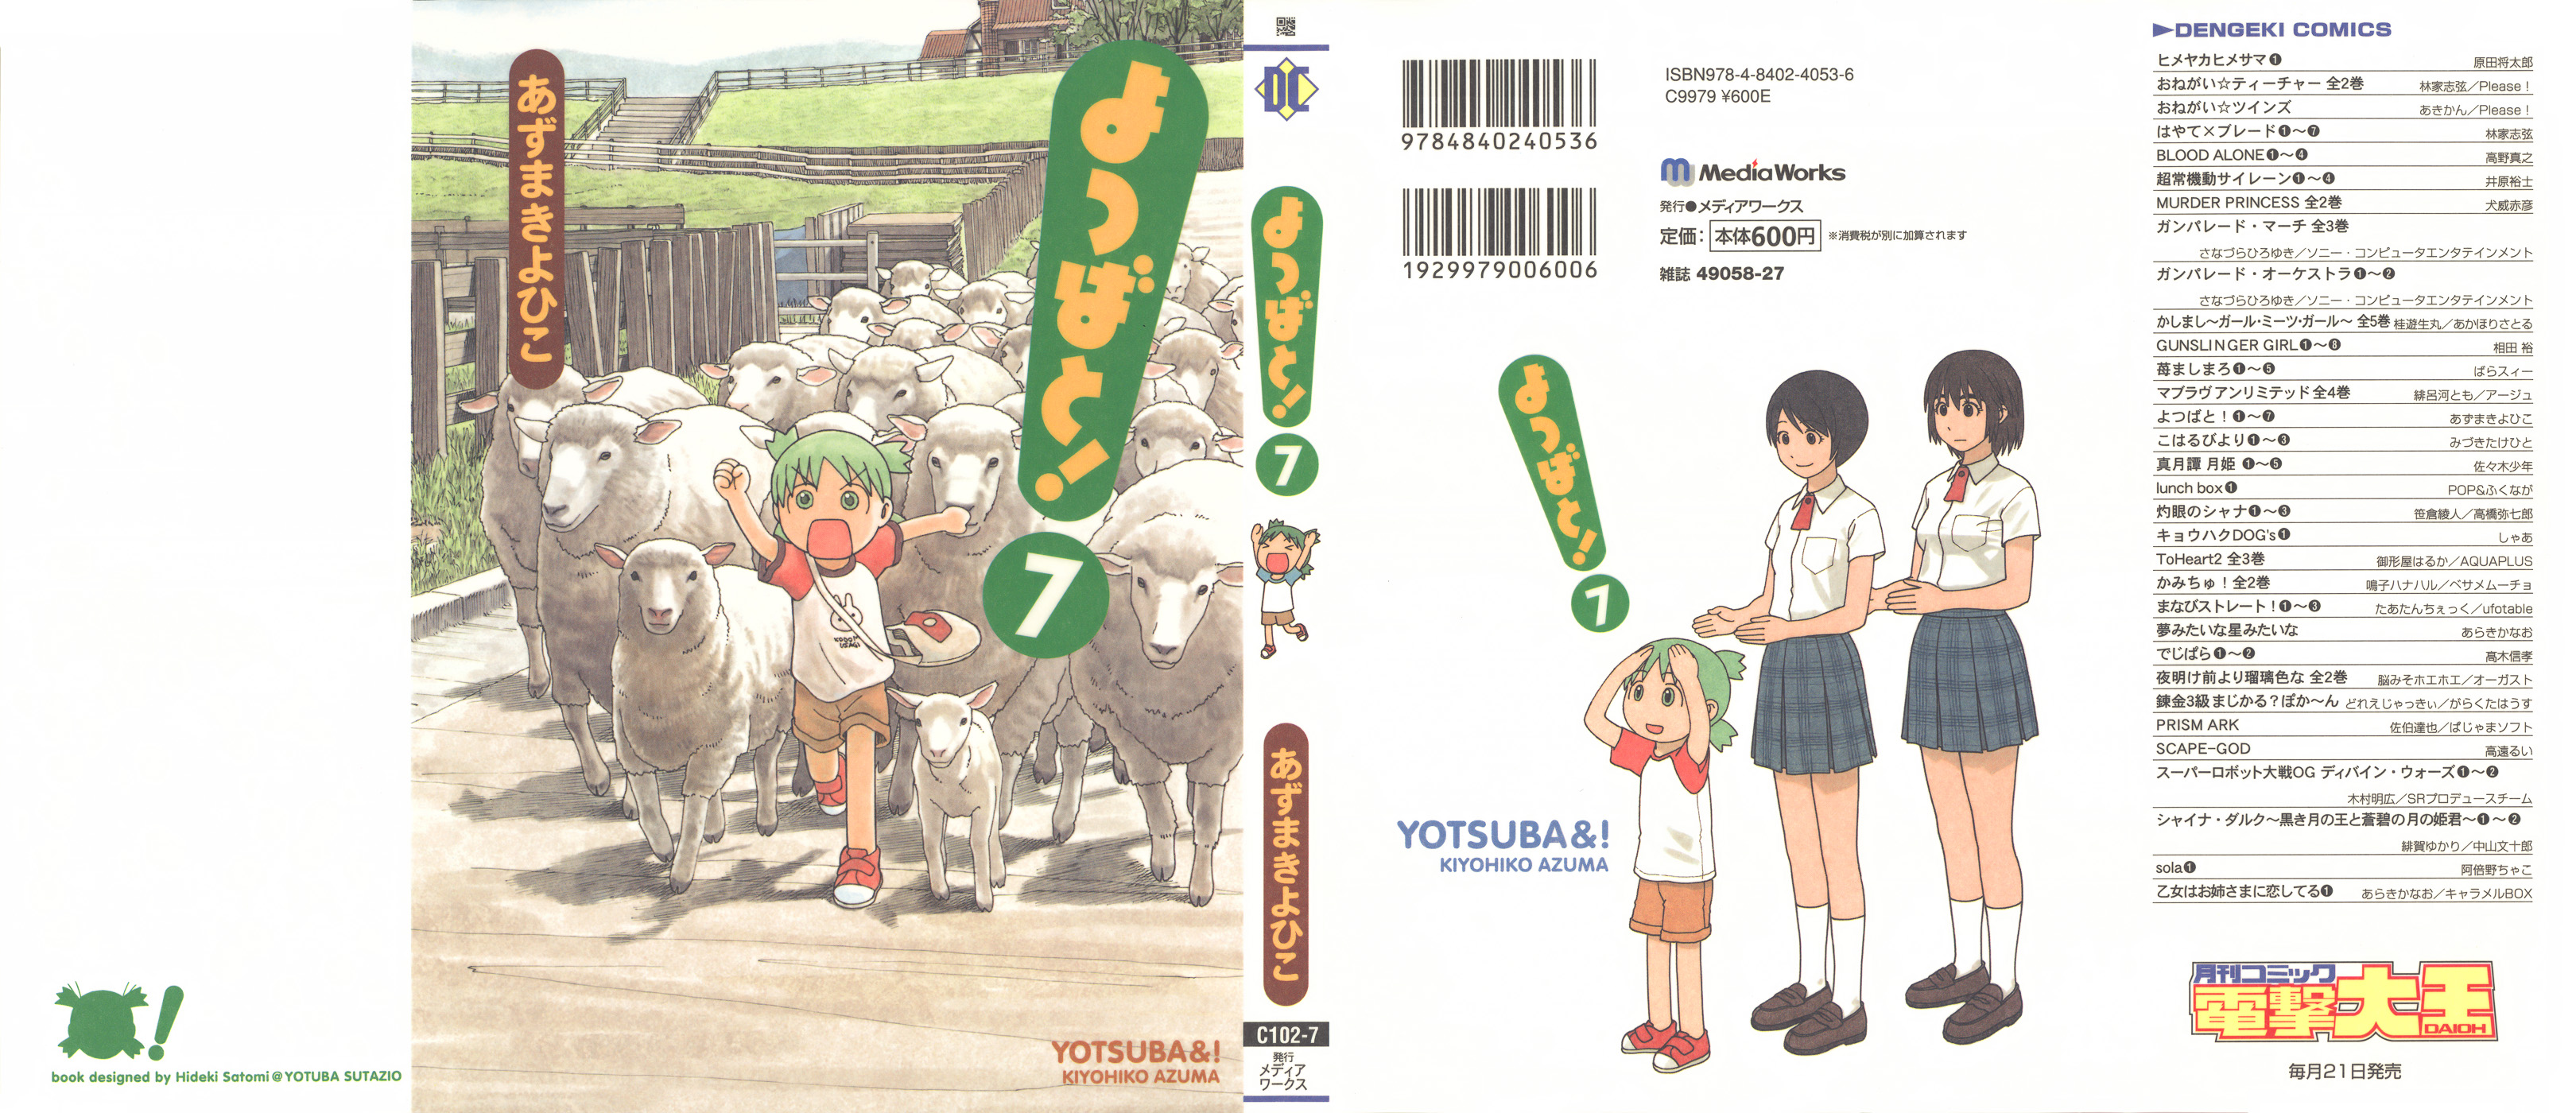 book designed by Hideki Satomi@YOTUBA SUTAZIO
あずまきよひこ
よつばと!
7
KODOMO
USAGI
YOTSUBA&!
KIYOHIKO AZUMA
DC
よつばと!
7
あずまきよひこ
C102-7
発行
メディア
ワークス
9784840240536
1929979006006
ISBN978-4-8402-4053-6
C9979 ¥600E
m MediaWorks
発行●メディアワークス
定価：本体600円 ※消費税が別に加算されます
雑誌 49058-27
よつばと!
7
YOTSUBA&!
KIYOHIKO AZUMA
▶DENGEKI COMICS
ヒメヤカヒメサマ❶ 原田将太郎
おねがい☆ティーチャー 全2巻 林家志弦／Please！
おねがい☆ツインズ あきかん／Please！
はやて×ブレード❶〜❼ 林家志弦
BLOOD ALONE❶〜❹ 高野真之
超常機動サイレーン❶〜❹ 井原裕士
MURDER PRINCESS 全2巻 犬威赤彦
ガンパレード・マーチ 全3巻
さなづらひろゆき／ソニー・コンピュータエンタテインメント
ガンパレード・オーケストラ❶〜❷
さなづらひろゆき／ソニー・コンピュータエンタテインメント
かしまし〜ガール・ミーツ・ガール〜 全5巻 桂遊生丸／あかほりさとる
GUNSLINGER GIRL❶〜❽ 相田 裕
苺ましまろ❶〜❺ ばらスィー
マブラヴ アンリミテッド 全4巻 緋呂河とも／アージュ
よつばと！❶〜❼ あずまきよひこ
こはるびより❶〜❸ みづきたけひと
真月譚 月姫 ❶〜❺ 佐々木少年
lunch box❶ POP&ふくなが
灼眼のシャナ❶〜❸ 笹倉綾人／高橋弥七郎
キョウハクDOG's❶ しゃあ
ToHeart2 全3巻 御形屋はるか／AQUAPLUS
かみちゅ！全2巻 鳴子ハナハル／ベサメムーチョ
まなびストレート！❶〜❸ たあたんちぇっく／ufotable
夢みたいな星みたいな あらきかなお
でじぱら❶〜❷ 高木信孝
夜明け前より瑠璃色な 全2巻 脳みそホエホエ／オーガスト
錬金3級 まじかる？ぽか〜ん どれえじゃっきぃ／がらくたはうす
PRISM ARK 佐伯達也／ぱじゃまソフト
SCAPE-GOD 高遠るい
スーパーロボット大戦OG ディバイン・ウォーズ❶〜❷
木村明広／SRプロデュースチーム
シャイナ・ダルク〜黒き月の王と蒼碧の月の姫君〜❶〜❷
緋賀ゆかり／中山文十郎
sola❶ 阿倍野ちゃこ
乙女はお姉さまに恋してる❶ あらきかなお／キャラメルBOX
月刊コミック
電撃大王
DAIOH
毎月21日発売